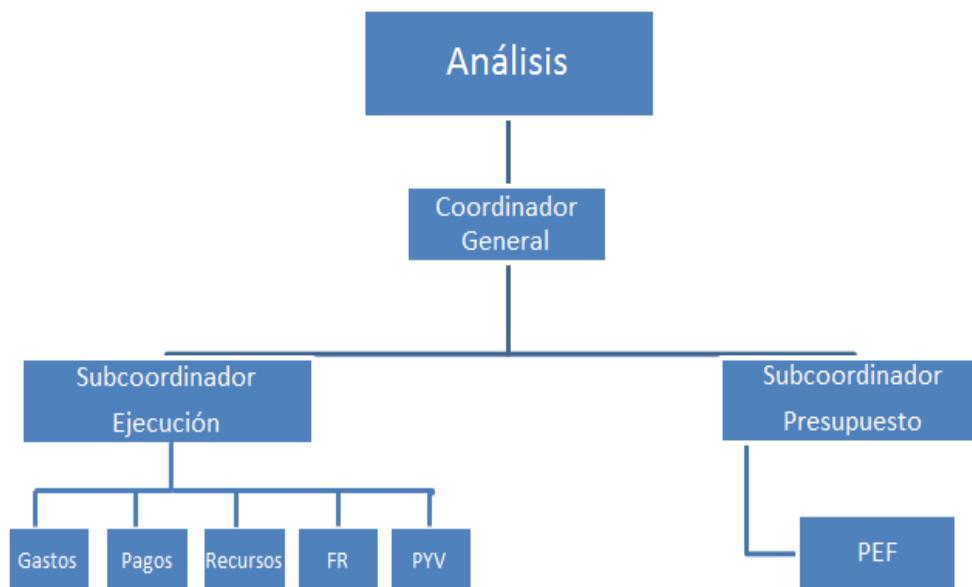 Análisis
Coordinador
General
Subcoordinador
Ejecución
Subcoordinador
Presupuesto
Gastos
Pagos
Recursos
FR
PYV
PEF